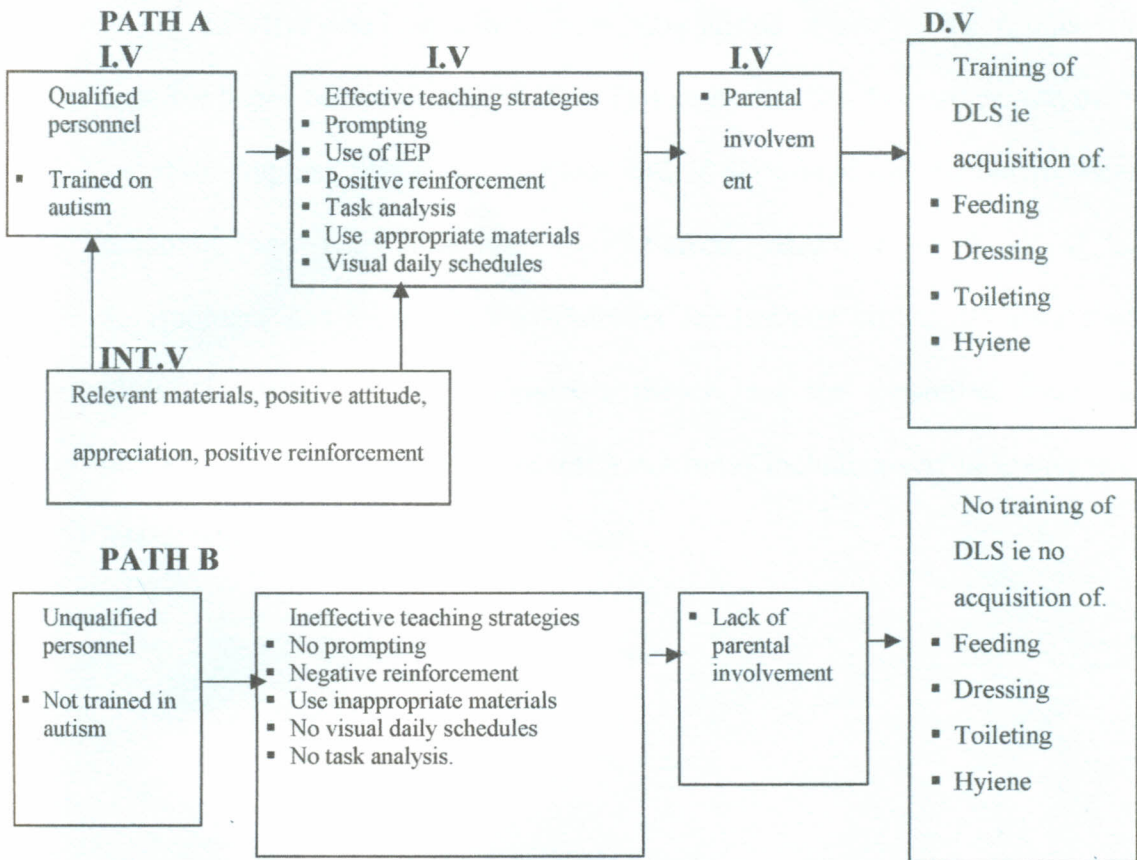 PATH A
I.V
Qualified
personnel
▪ Trained on
autism
I.V
Effective teaching strategies
▪ Prompting
▪ Use of IEP
▪ Positive reinforcement
▪ Task analysis
▪ Use appropriate materials
▪ Visual daily schedules
I.V
▪ Parental
involvem
ent
D.V
Training of
DLS ie
acquisition of.
▪ Feeding
▪ Dressing
▪ Toileting
▪ Hyiene
INT.V
Relevant materials, positive attitude,
appreciation, positive reinforcement
PATH B
Unqualified
personnel
▪ Not trained in
autism
Ineffective teaching strategies
▪ No prompting
▪ Negative reinforcement
▪ Use inappropriate materials
▪ No visual daily schedules
▪ No task analysis.
▪ Lack of
parental
involvement
No training of
DLS ie no
acquisition of.
▪ Feeding
▪ Dressing
▪ Toileting
▪ Hyiene